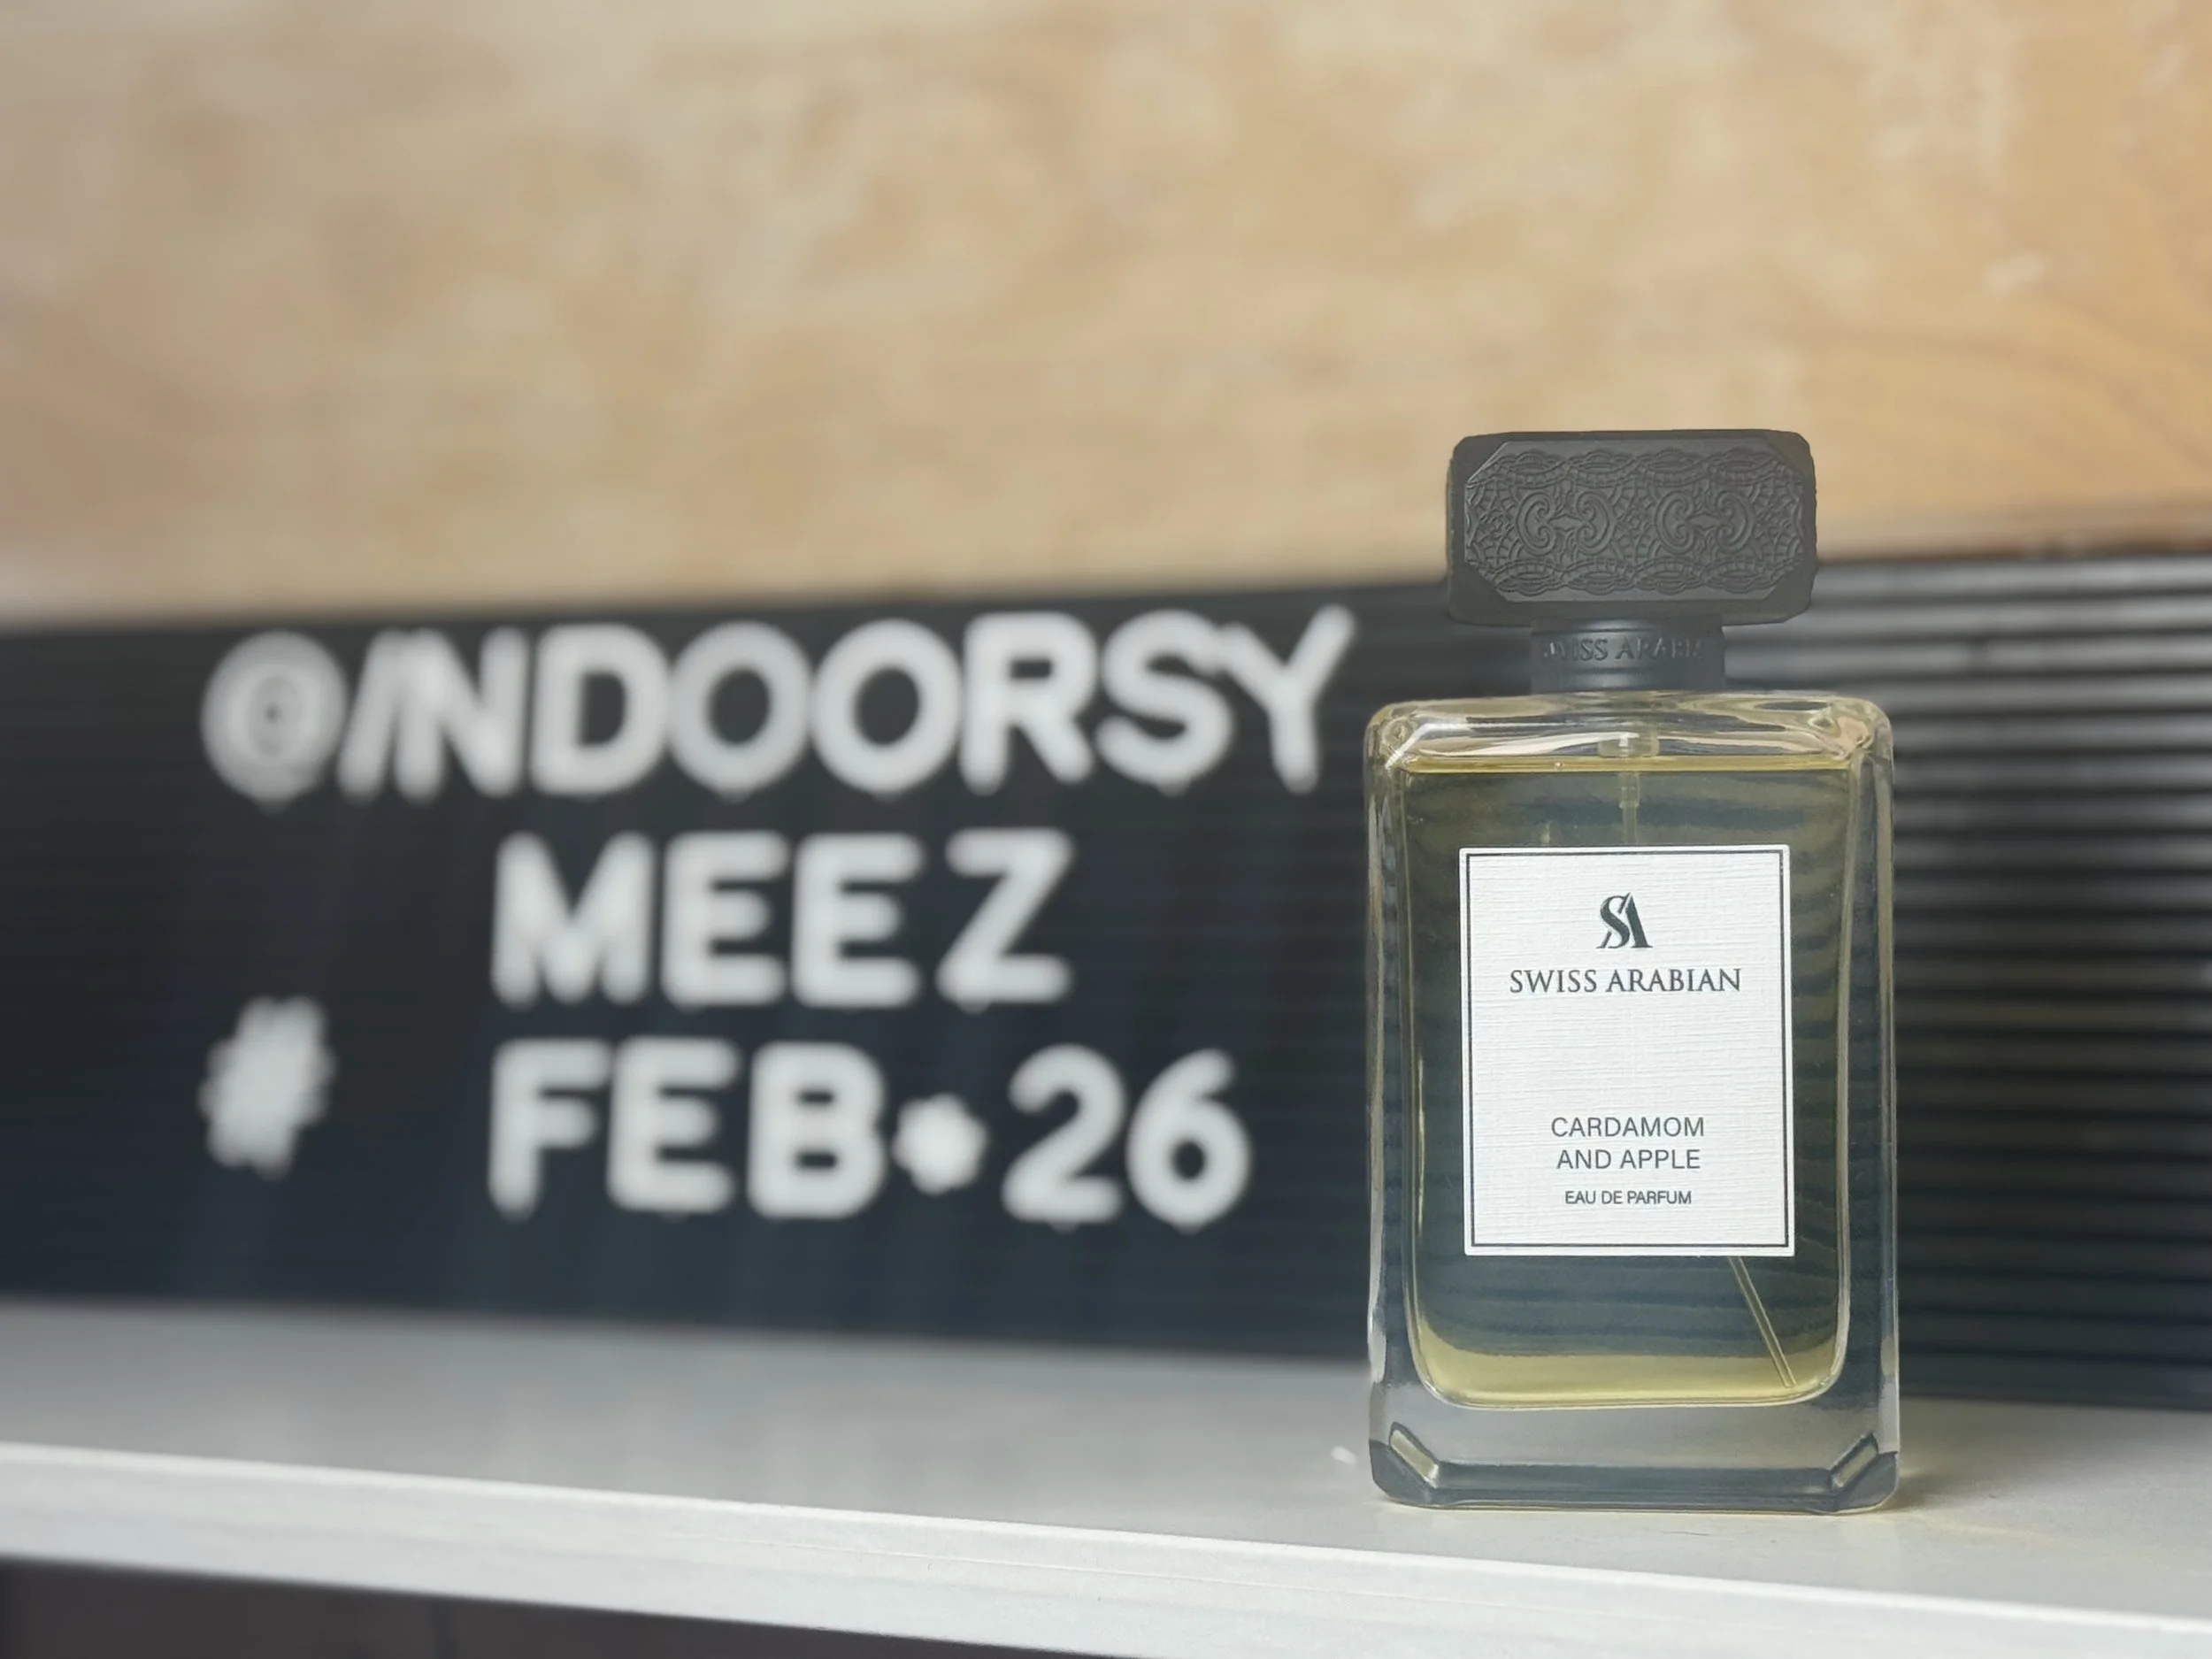 @INDOORSY
MEEZ
# FEB•26
SWISS ARABIAN
SA
SWISS ARABIAN
CARDAMOM
AND APPLE
EAU DE PARFUM